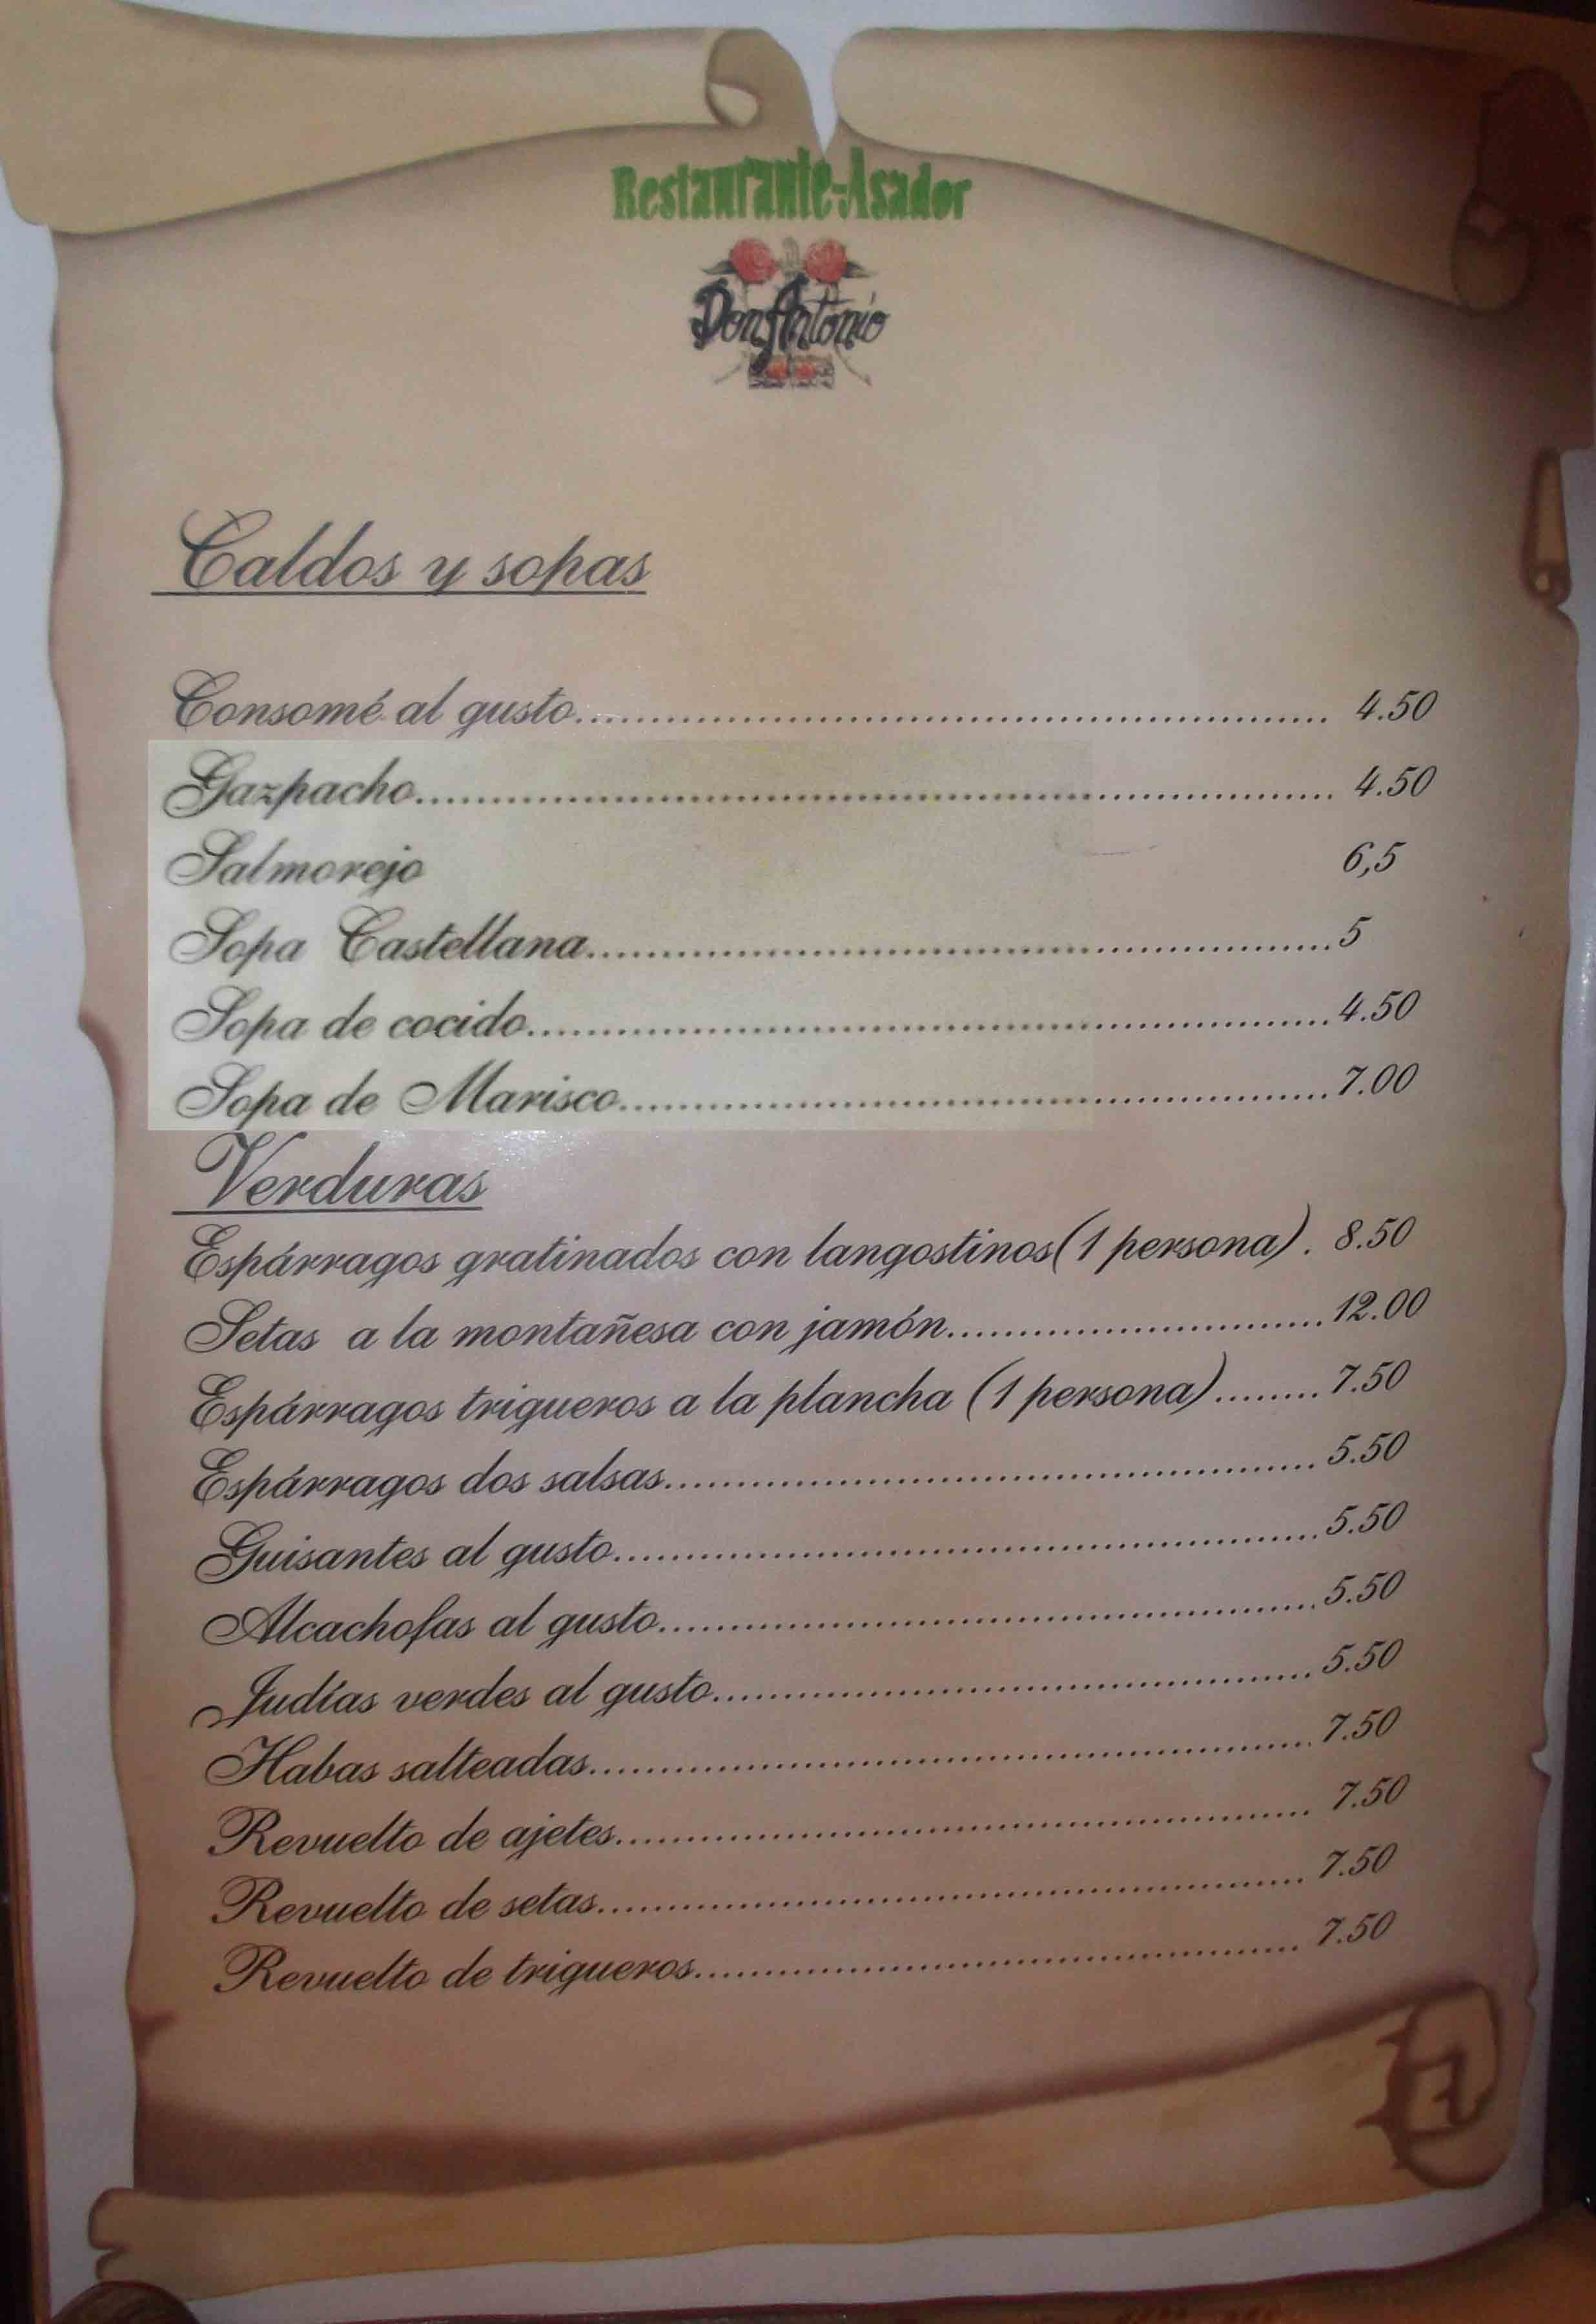 Restaurante-Asador
Don Antonio
Caldos y sopas
Consomé al gusto........................................................ 4.50
Gazpacho........................................................ 4.50
Salmorejo 6,5
Sopa Castellana........................................................5
Sopa de cocido........................................................4.50
Sopa de Marisco........................................................7.00
Verduras
Espárragos gratinados con langostinos(1 persona). 8.50
Setas a la montañesa con jamón..............................12.00
Espárragos trigueros a la plancha (1 persona).........7.50
Espárragos dos salsas..................................................5.50
Guisantes al gusto........................................................5.50
Alcachofas al gusto.....................................................5.50
Judías verdes al gusto................................................5.50
Habas salteadas..........................................................7.50
Revuelto de ajetes....................................................... 7.50
Revuelto de setas........................................................ 7.50
Revuelto de trigueros................................................ 7.50